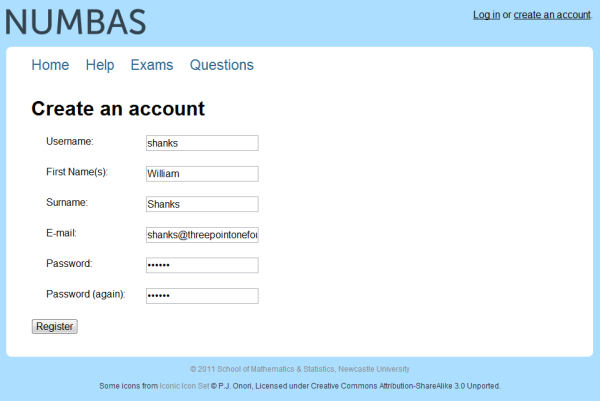 NUMBAS
Log in or create an account.
Home Help Exams Questions
Create an account
Username: shanks
First Name(s): William
Surname: Shanks
E-mail: shanks@threepointonefo
Password: ••••••
Password (again): ••••••
Register
© 2011 School of Mathematics & Statistics, Newcastle University
Some icons from Iconic Icon Set © P.J. Onori, Licensed under Creative Commons Attribution-ShareAlike 3.0 Unported.